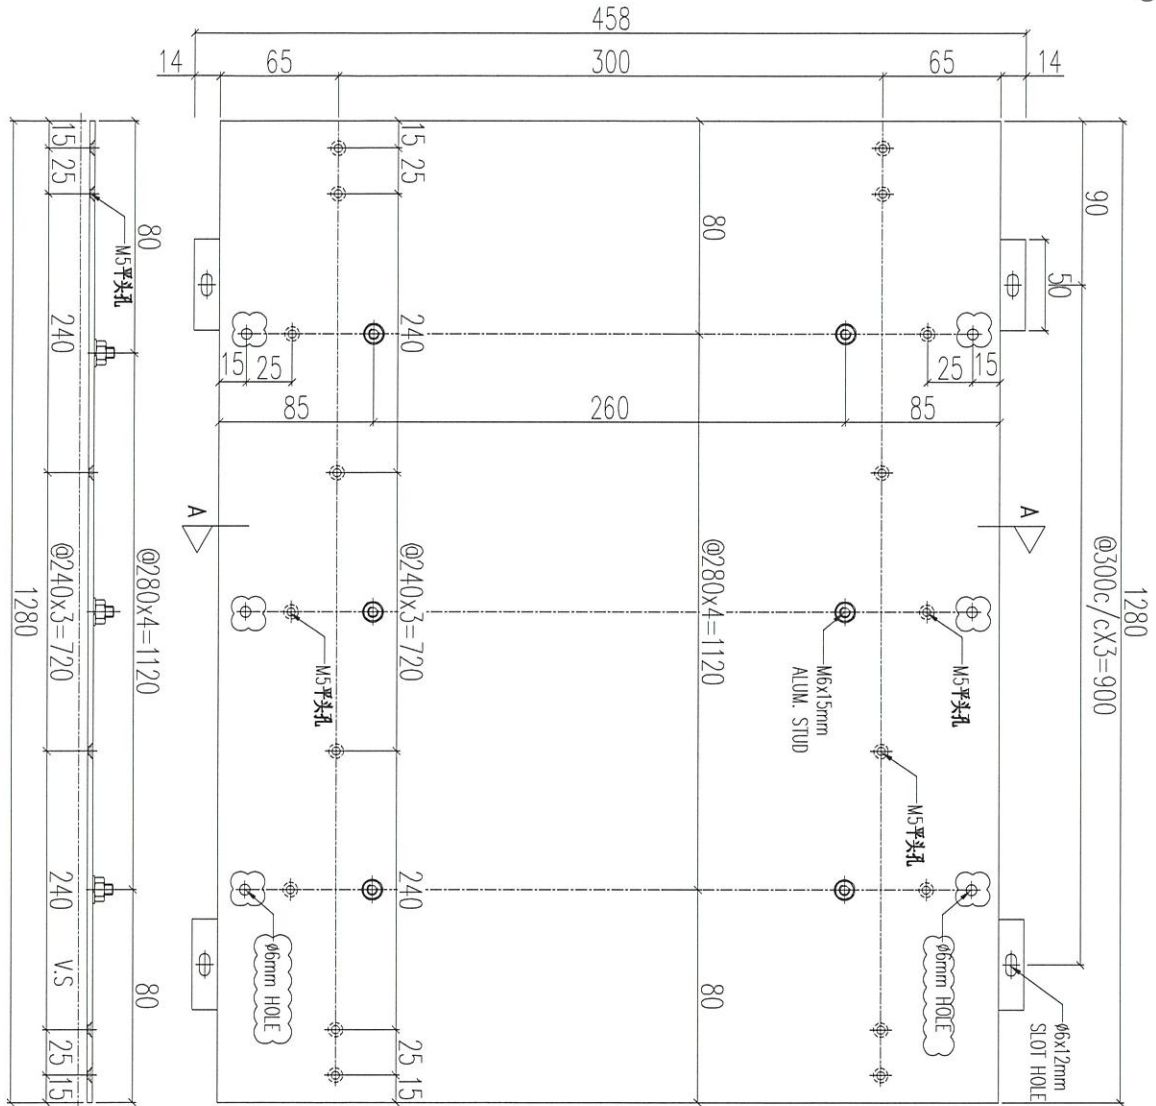 458
14
65
300
65
14
15
25
80
M5平头孔
240
@280x4=1120
@240x3=720
1280
240
V.S
80
25
15
15
25
240
15
25
85
260
85
25
15
80
90
50
A
A
@240x3=720
@280x4=1120
@300c/cX3=900
1280
M5平头孔
M6x15mm
ALUM. STUD
M5平头孔
M5平头孔
240
80
ø6mm HOLE
ø6mm HOLE
ø6x12mm
SLOT HOLE
25
15